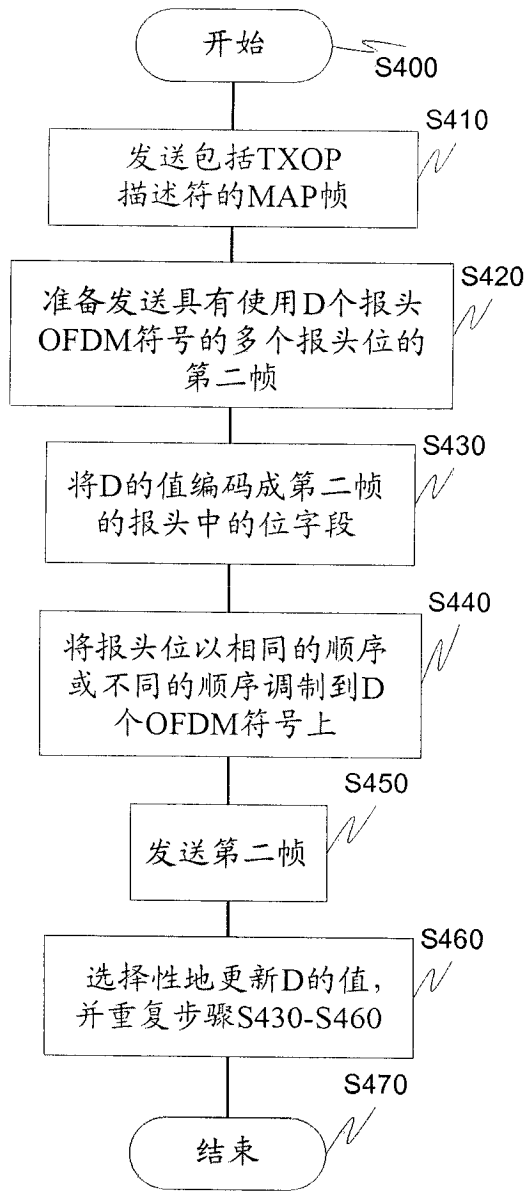 开始
S400
S410
发送包括TXOP
描述符的MAP帧
S420
准备发送具有使用D个报头
OFDM符号的多个报头位的
第二帧
S430
将D的值编码成第二帧
的报头中的位字段
S440
将报头位以相同的顺序
或不同的顺序调制到D
个OFDM符号上
S450
发送第二帧
S460
选择性地更新D的值,
并重复步骤S430-S460
S470
结束